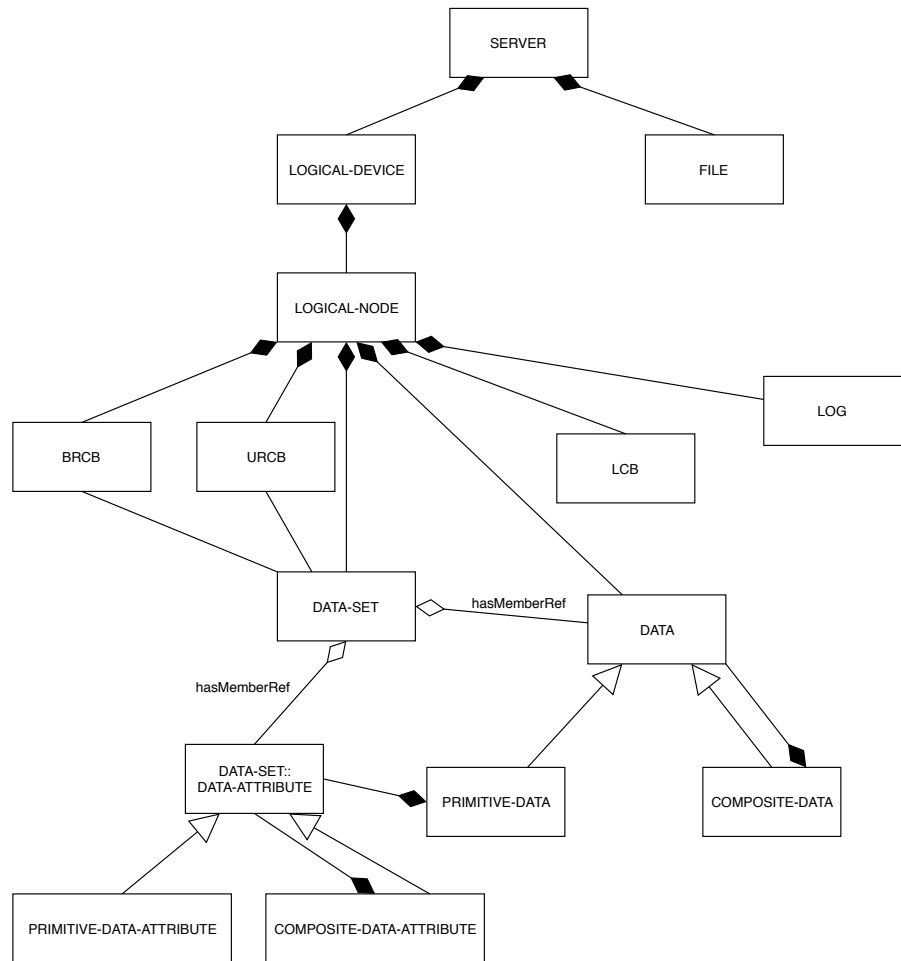 SERVER
LOGICAL-DEVICE
FILE
LOGICAL-NODE
LOG
BRCB
URCB
LCB
DATA-SET
hasMemberRef
DATA
hasMemberRef
DATA-SET::
DATA-ATTRIBUTE
PRIMITIVE-DATA
COMPOSITE-DATA
PRIMITIVE-DATA-ATTRIBUTE
COMPOSITE-DATA-ATTRIBUTE